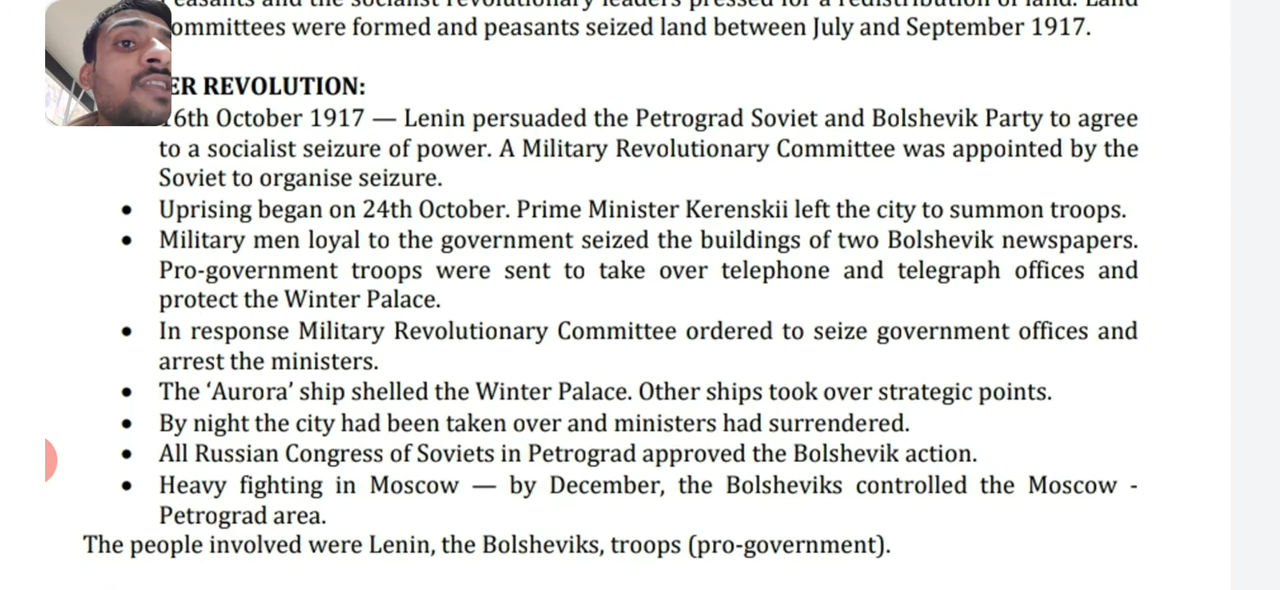 ommittees were formed and peasants seized land between July and September 1917.
ER REVOLUTION:
16th October 1917 — Lenin persuaded the Petrograd Soviet and Bolshevik Party to agree
to a socialist seizure of power. A Military Revolutionary Committee was appointed by the
Soviet to organise seizure.
• Uprising began on 24th October. Prime Minister Kerenskii left the city to summon troops.
• Military men loyal to the government seized the buildings of two Bolshevik newspapers.
Pro-government troops were sent to take over telephone and telegraph offices and
protect the Winter Palace.
• In response Military Revolutionary Committee ordered to seize government offices and
arrest the ministers.
• The ‘Aurora’ ship shelled the Winter Palace. Other ships took over strategic points.
• By night the city had been taken over and ministers had surrendered.
• All Russian Congress of Soviets in Petrograd approved the Bolshevik action.
• Heavy fighting in Moscow — by December, the Bolsheviks controlled the Moscow -
Petrograd area.
The people involved were Lenin, the Bolsheviks, troops (pro-government).